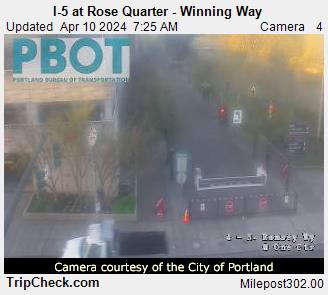 I-5 at Rose Quarter - Winning Way
Updated Apr 10 2024 7:25 AM Camera 4
PBOT
PORTLAND BUREAU OF TRANSPORTATION
Camera courtesy of the City of Portland
TripCheck.com Milepost302.00